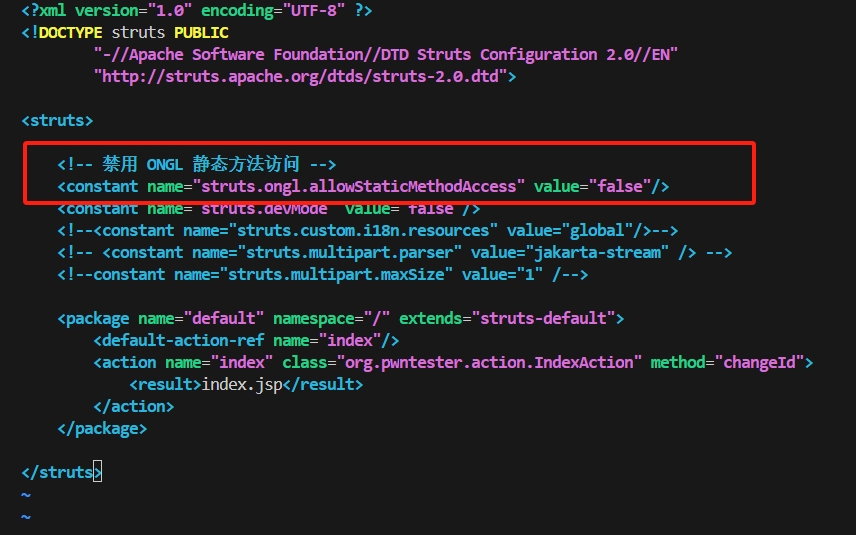 <?xml version="1.0" encoding="UTF-8" ?>
<!DOCTYPE struts PUBLIC
"-//Apache Software Foundation//DTD Struts Configuration 2.0//EN"
"http://struts.apache.org/dtds/struts-2.0.dtd">
<struts>
<!-- 禁用 ONGL 静态方法访问 -->
<constant name="struts.ongl.allowStaticMethodAccess" value="false"/>
<constant name="struts.devMode" value="false"/>
<!--<constant name="struts.custom.i18n.resources" value="global"/>-->
<!-- <constant name="struts.multipart.parser" value="jakarta-stream" /> -->
<!--constant name="struts.multipart.maxSize" value="1" /-->
<package name="default" namespace="/" extends="struts-default">
<default-action-ref name="index"/>
<action name="index" class="org.pwntester.action.IndexAction" method="changeId">
<result>index.jsp</result>
</action>
</package>
</struts>
~
~